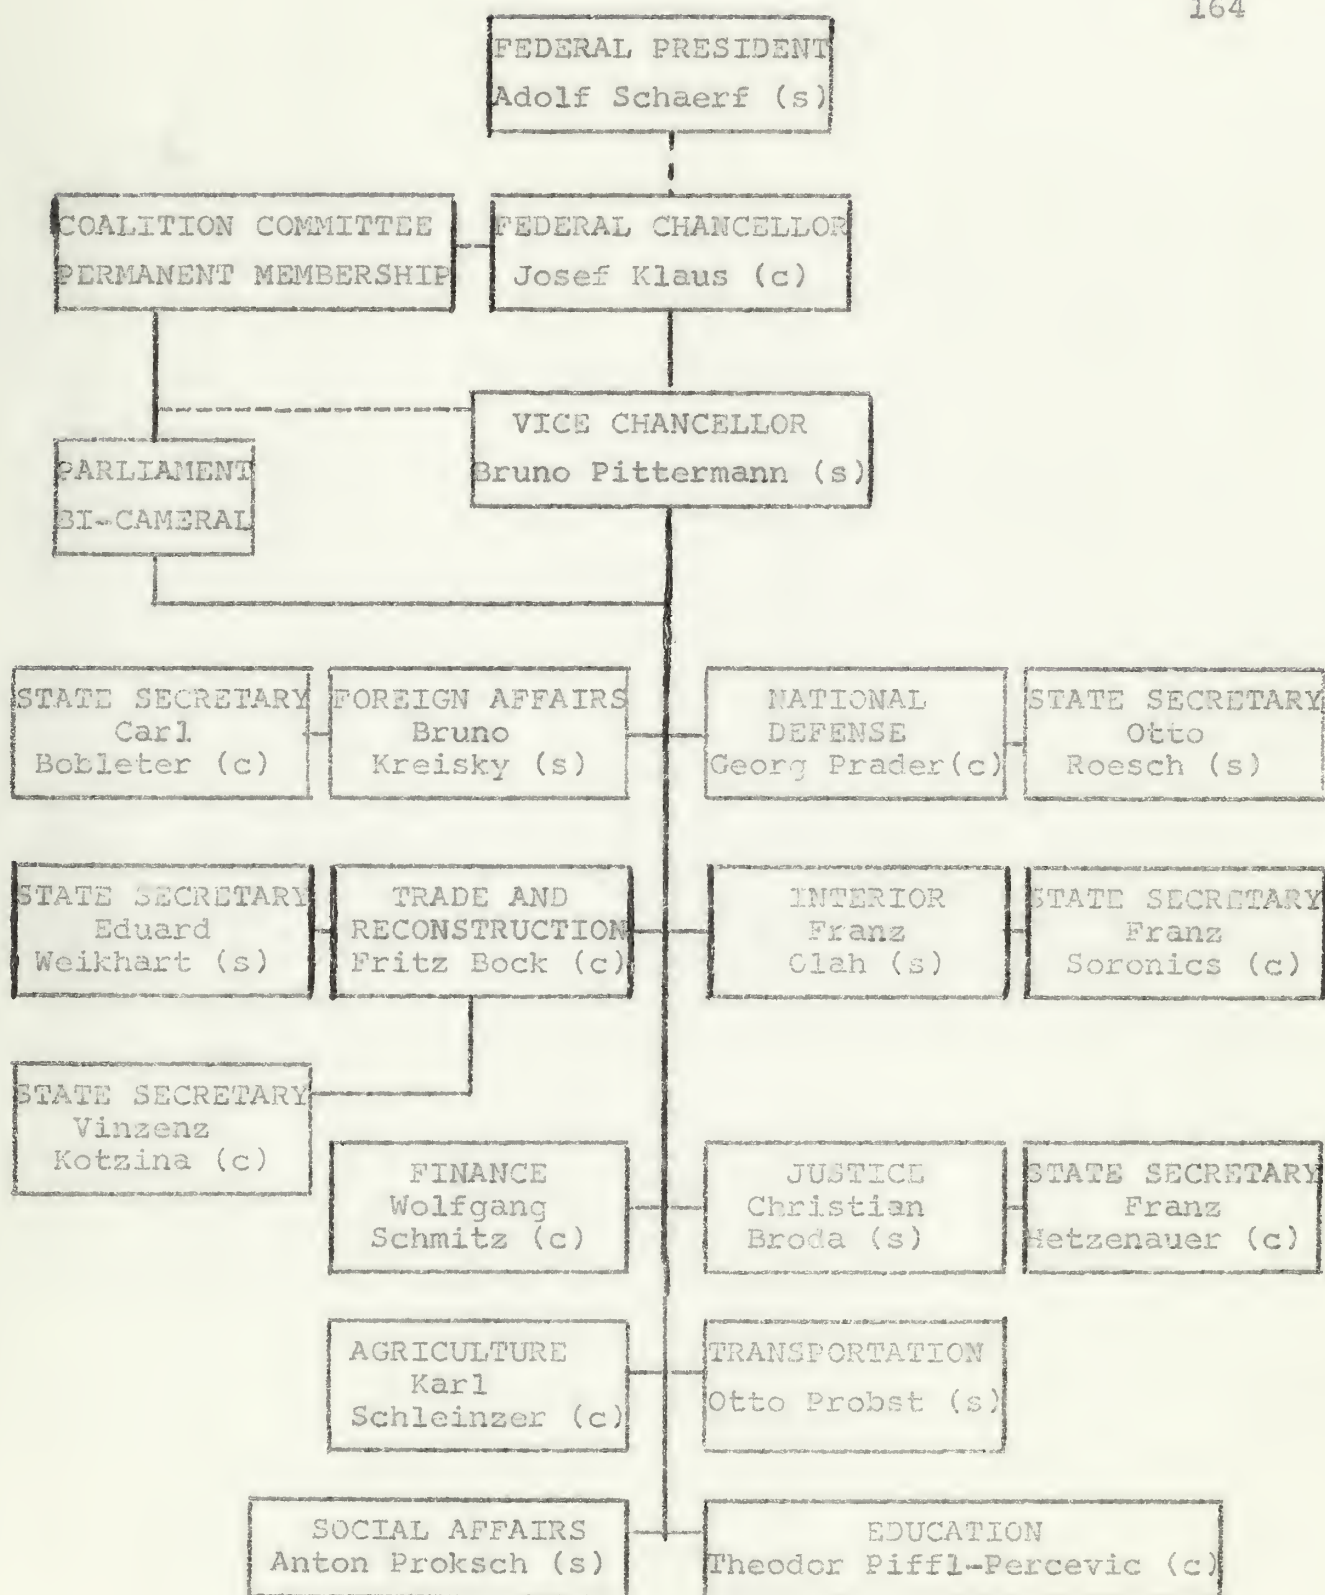 164
FEDERAL PRESIDENT
Adolf Schaerf (s)
COALITION COMMITTEE
PERMANENT MEMBERSHIP
FEDERAL CHANCELLOR
Josef Klaus (c)
VICE CHANCELLOR
Bruno Pittermann (s)
PARLIAMENT
BI-CAMERAL
STATE SECRETARY
Carl
Bobleter (c)
FOREIGN AFFAIRS
Bruno
Kreisky (s)
NATIONAL
DEFENSE
Georg Prader(c)
STATE SECRETARY
Otto
Roesch (s)
STATE SECRETARY
Eduard
Weikhart (s)
TRADE AND
RECONSTRUCTION
Fritz Bock (c)
INTERIOR
Franz
Olah (s)
STATE SECRETARY
Franz
Soronics (c)
STATE SECRETARY
Vinzenz
Kotzina (c)
FINANCE
Wolfgang
Schmitz (c)
JUSTICE
Christian
Broda (s)
STATE SECRETARY
Franz
Hetzenauer (c)
AGRICULTURE
Karl
Schleinzer (c)
TRANSPORTATION
Otto Probst (s)
SOCIAL AFFAIRS
Anton Proksch (s)
EDUCATION
Theodor Piffl-Percevic (c)